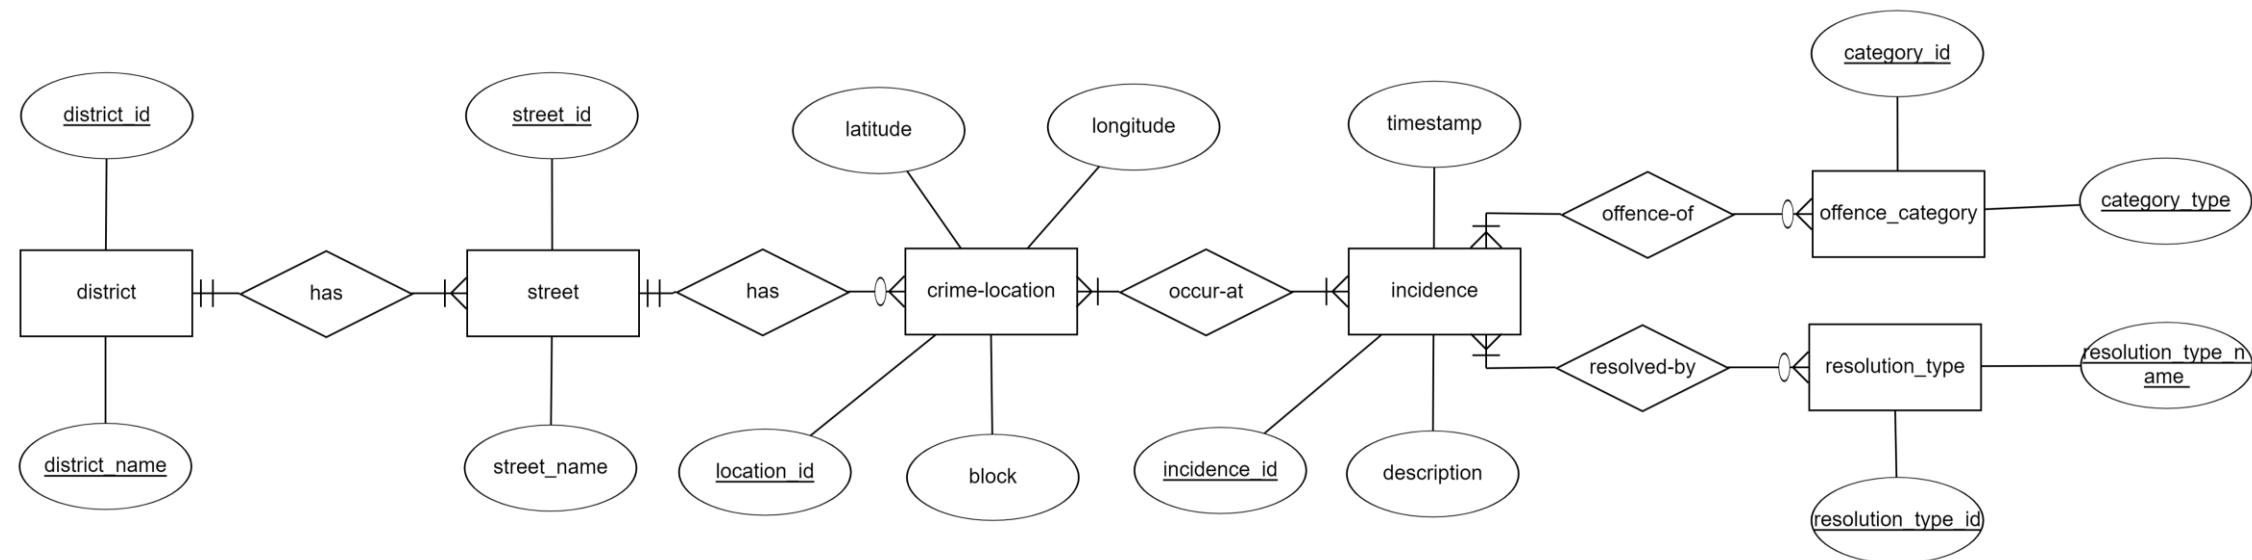 category_id
district_id
street_id
latitude
longitude
timestamp
category_type
offence-of
offence_category
district
has
street
has
crime-location
occur-at
incidence
resolved-by
resolution_type
resolution_type_n
ame
district_name
street_name
location_id
block
incidence_id
description
resolution_type_id